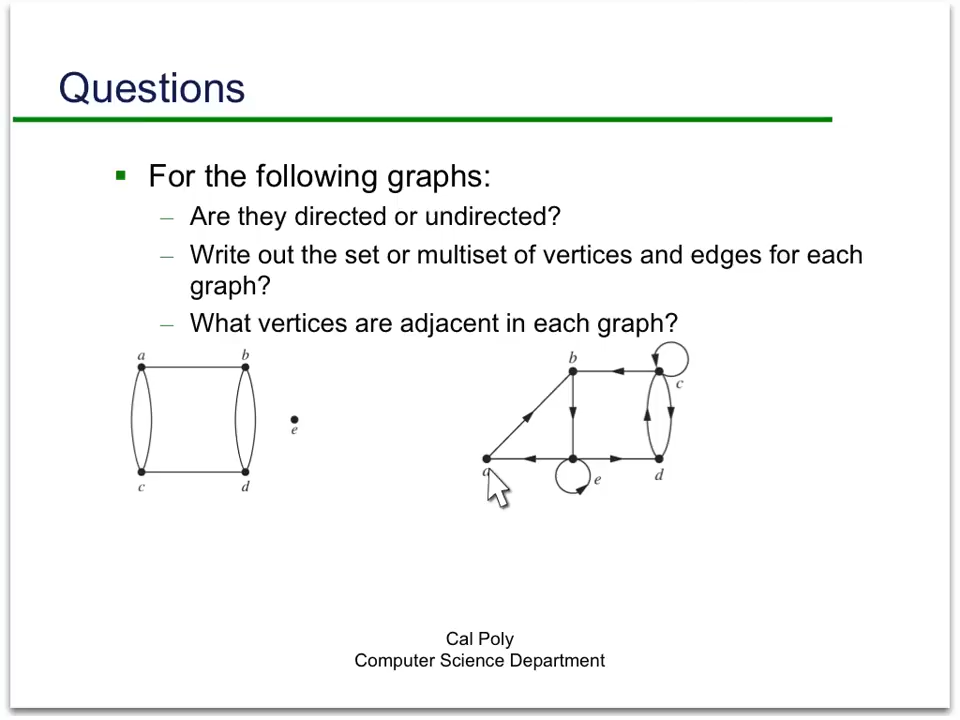 Questions
▪ For the following graphs:
– Are they directed or undirected?
– Write out the set or multiset of vertices and edges for each
graph?
– What vertices are adjacent in each graph?
a b
e
c d
b
c
a
e
d
Cal Poly
Computer Science Department